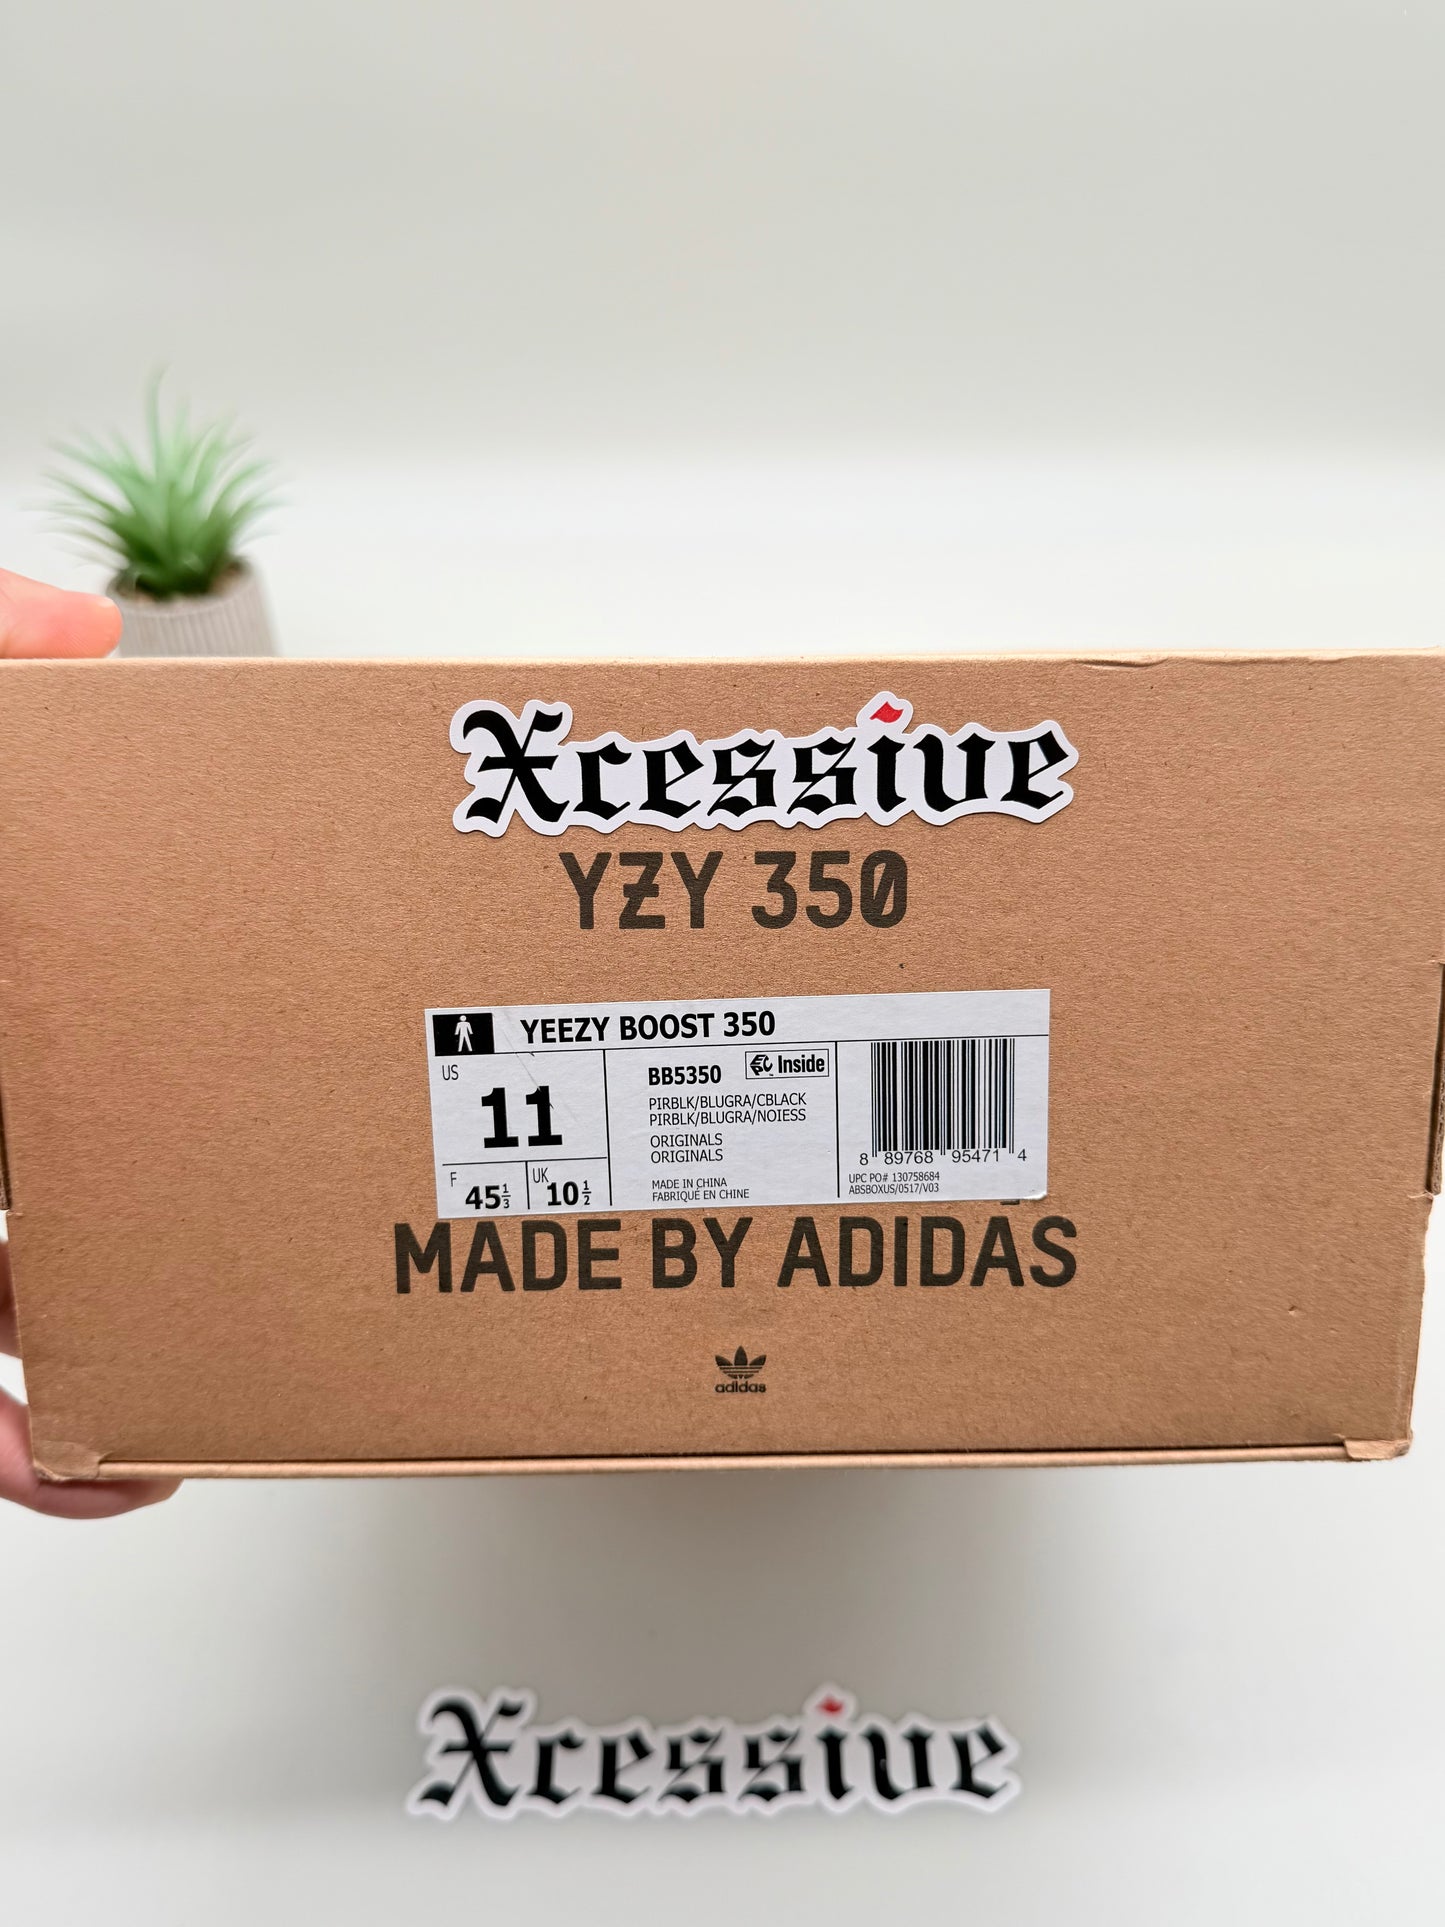 Xcessive
YZY 350
YEEZY BOOST 350
US
11
F
45 1/3
UK
10 1/2
BB5350
EPC Inside
PIRBLK/BLUGRA/CBLACK
PIRBLK/BLUGRA/NOIESS
ORIGINALS
ORIGINALS
MADE IN CHINA
FABRIQUÉ EN CHINE
8 89768 95471 4
UPC PO# 130758684
ABSBOXUS/0517/V03
MADE BY ADIDAS
adidas
Xcessive